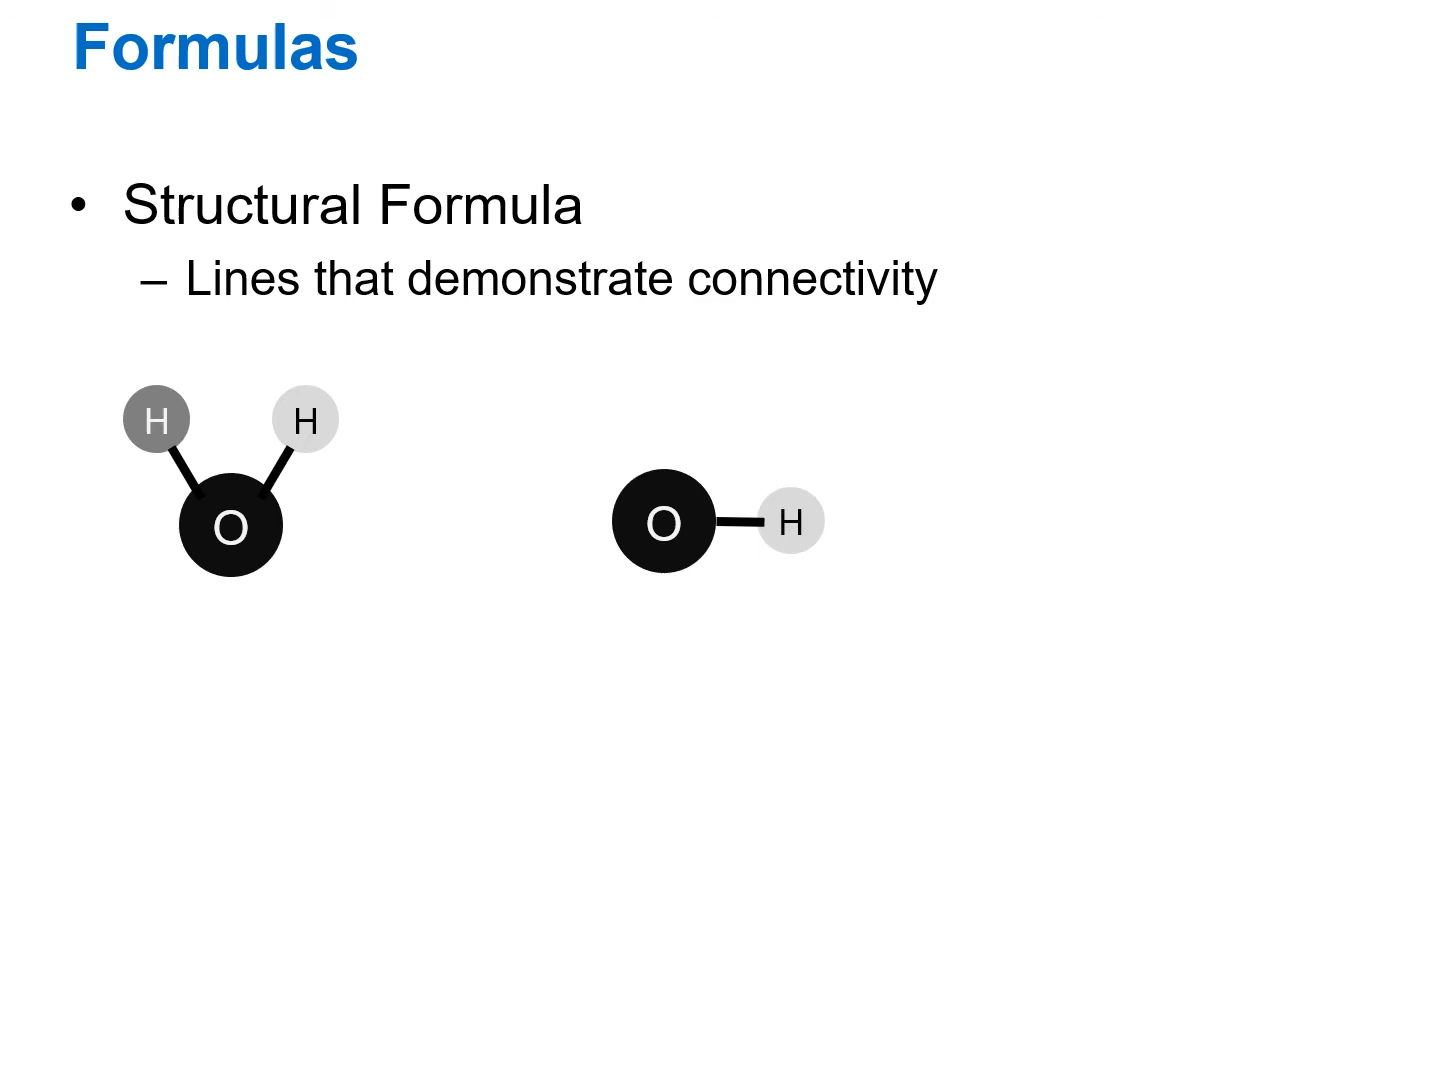 Formulas
• Structural Formula
– Lines that demonstrate connectivity
H H
O
O H